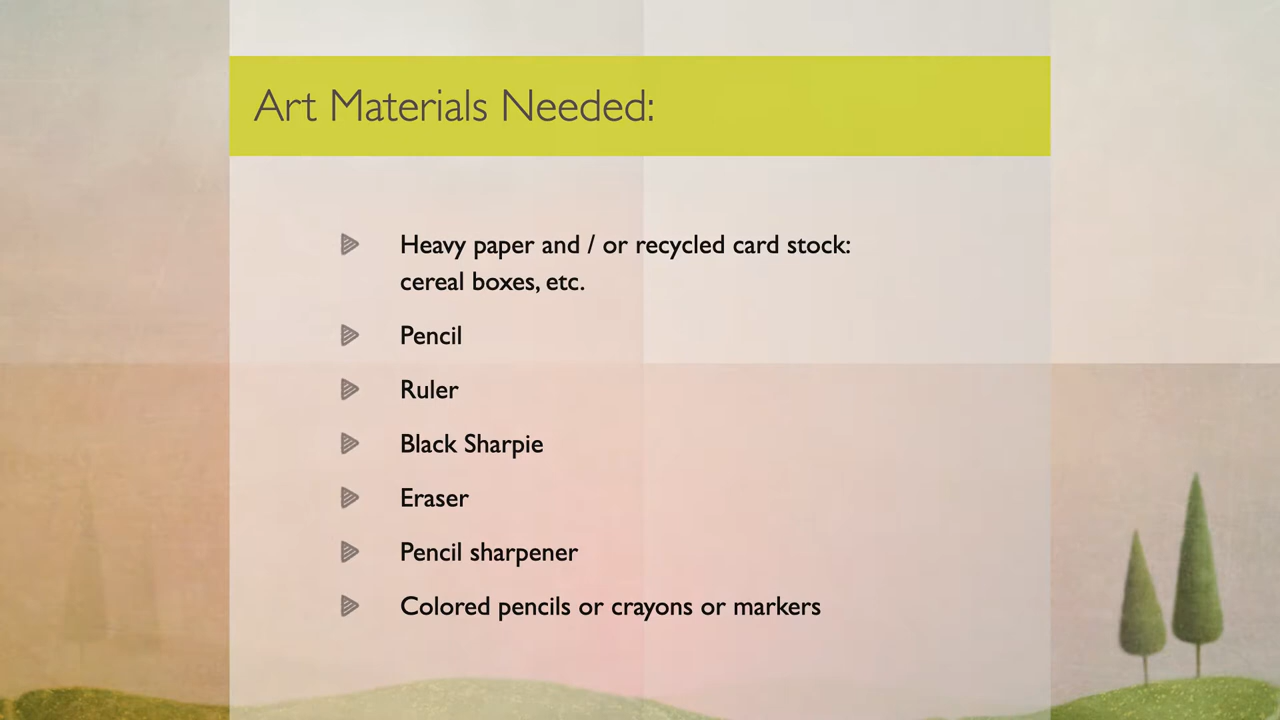 Art Materials Needed:
Heavy paper and / or recycled card stock:
cereal boxes, etc.
Pencil
Ruler
Black Sharpie
Eraser
Pencil sharpener
Colored pencils or crayons or markers